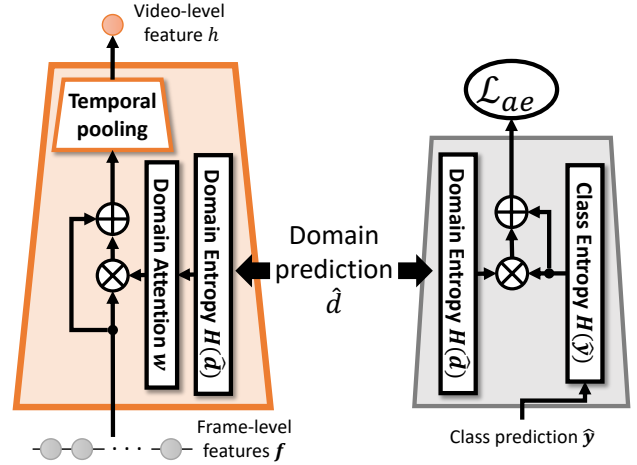 Video-level
feature h
Temporal
pooling
Domain Attention w
Domain Entropy H(d̂)
Frame-level
features f
Domain
prediction
d̂
ℒae
Domain Entropy H(d̂)
Class Entropy H(ŷ)
Class prediction ŷ